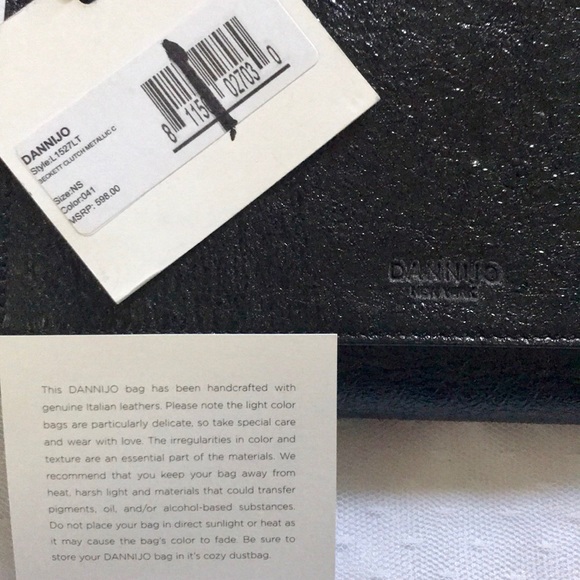 DANNIJO
Style:L1527LT
BECKETT CLUTCH METALLIC C
Size:NS
Color:041
MSRP: 598.00
8 115 02703 0
DANNIJO
NEW YORK
This DANNIJO bag has been handcrafted with
genuine Italian leathers. Please note the light color
bags are particularly delicate, so take special care
and wear with love. The irregularities in color and
texture are an essential part of the materials. We
recommend that you keep your bag away from
heat, harsh light and materials that could transfer
pigments, oil, and/or alcohol-based substances.
Do not place your bag in direct sunlight or heat as
it may cause the bag's color to fade. Be sure to
store your DANNIJO bag in it's cozy dustbag.